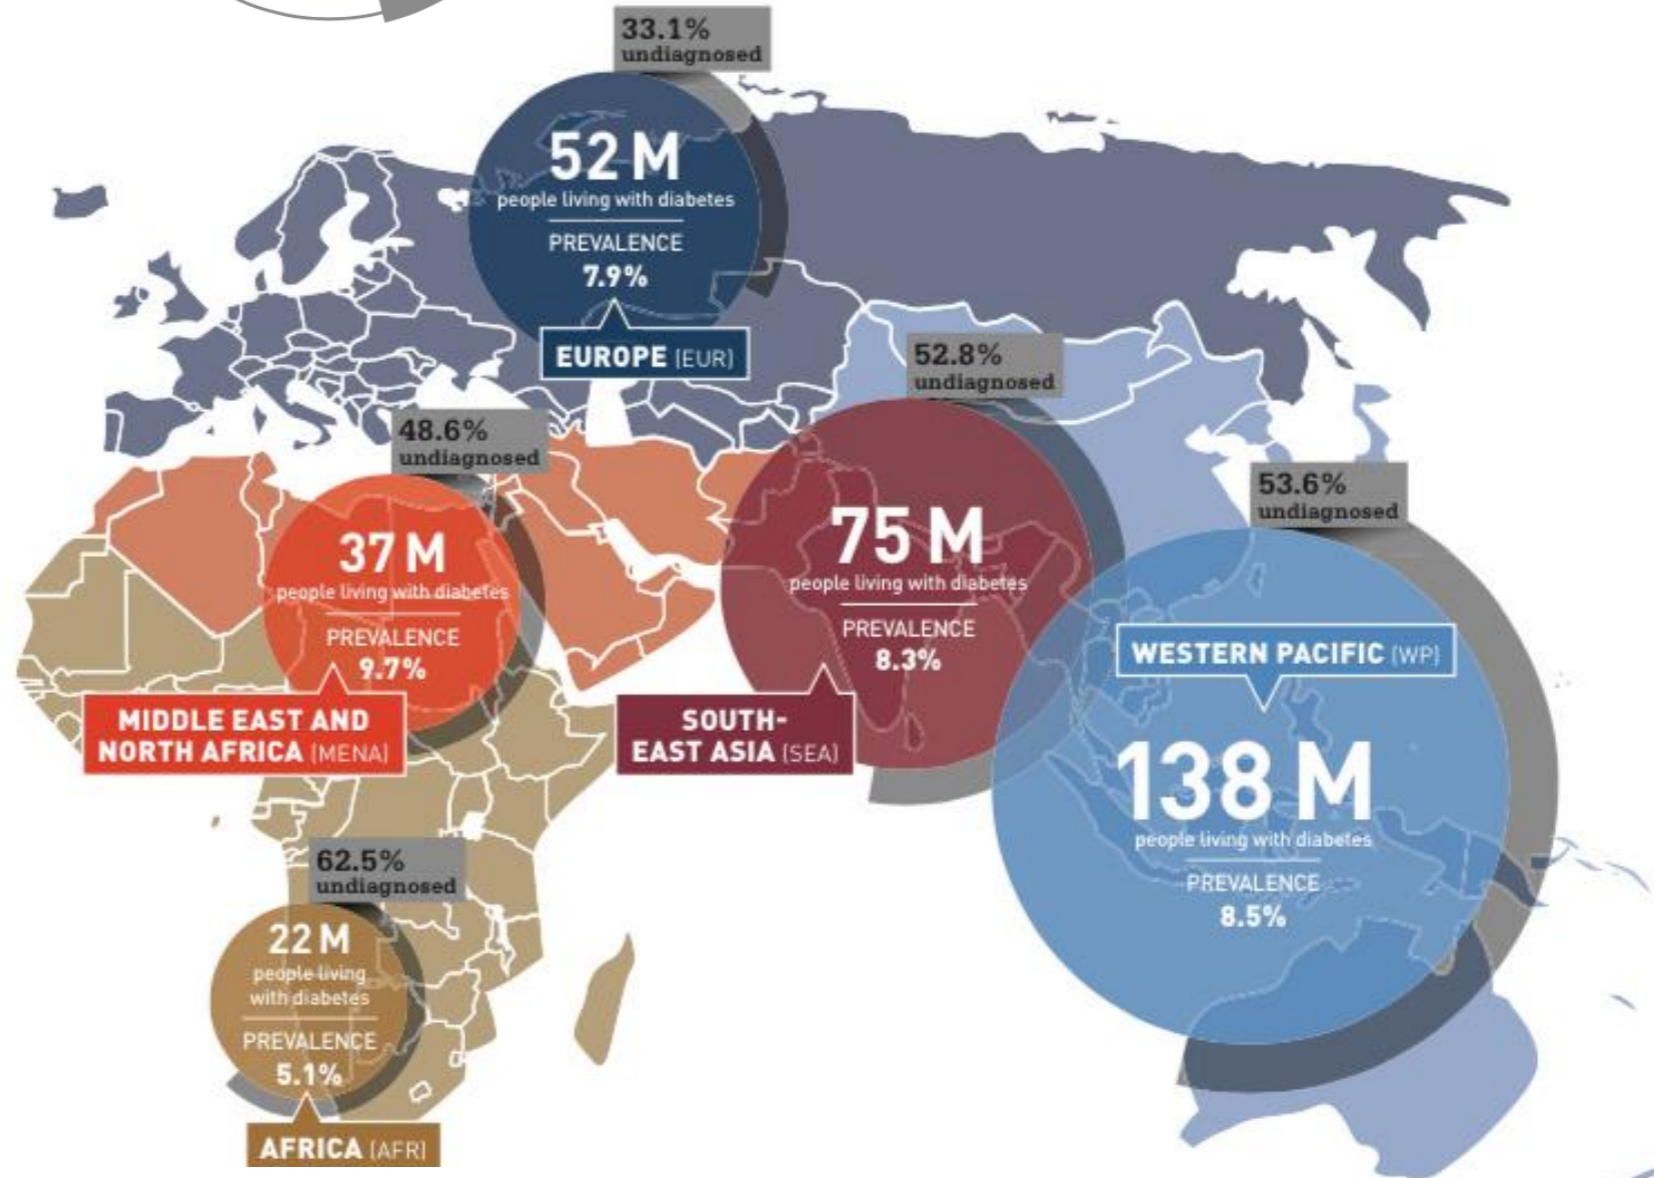 33.1%
undiagnosed
52 M
people living with diabetes
PREVALENCE
7.9%
EUROPE (EUR)
48.6%
undiagnosed
37 M
people living with diabetes
PREVALENCE
9.7%
MIDDLE EAST AND
NORTH AFRICA (MENA)
52.8%
undiagnosed
75 M
people living with diabetes
PREVALENCE
8.3%
SOUTH-
EAST ASIA (SEA)
53.6%
undiagnosed
WESTERN PACIFIC (WP)
138 M
people living with diabetes
PREVALENCE
8.5%
62.5%
undiagnosed
22 M
people living
with diabetes
PREVALENCE
5.1%
AFRICA (AFR)